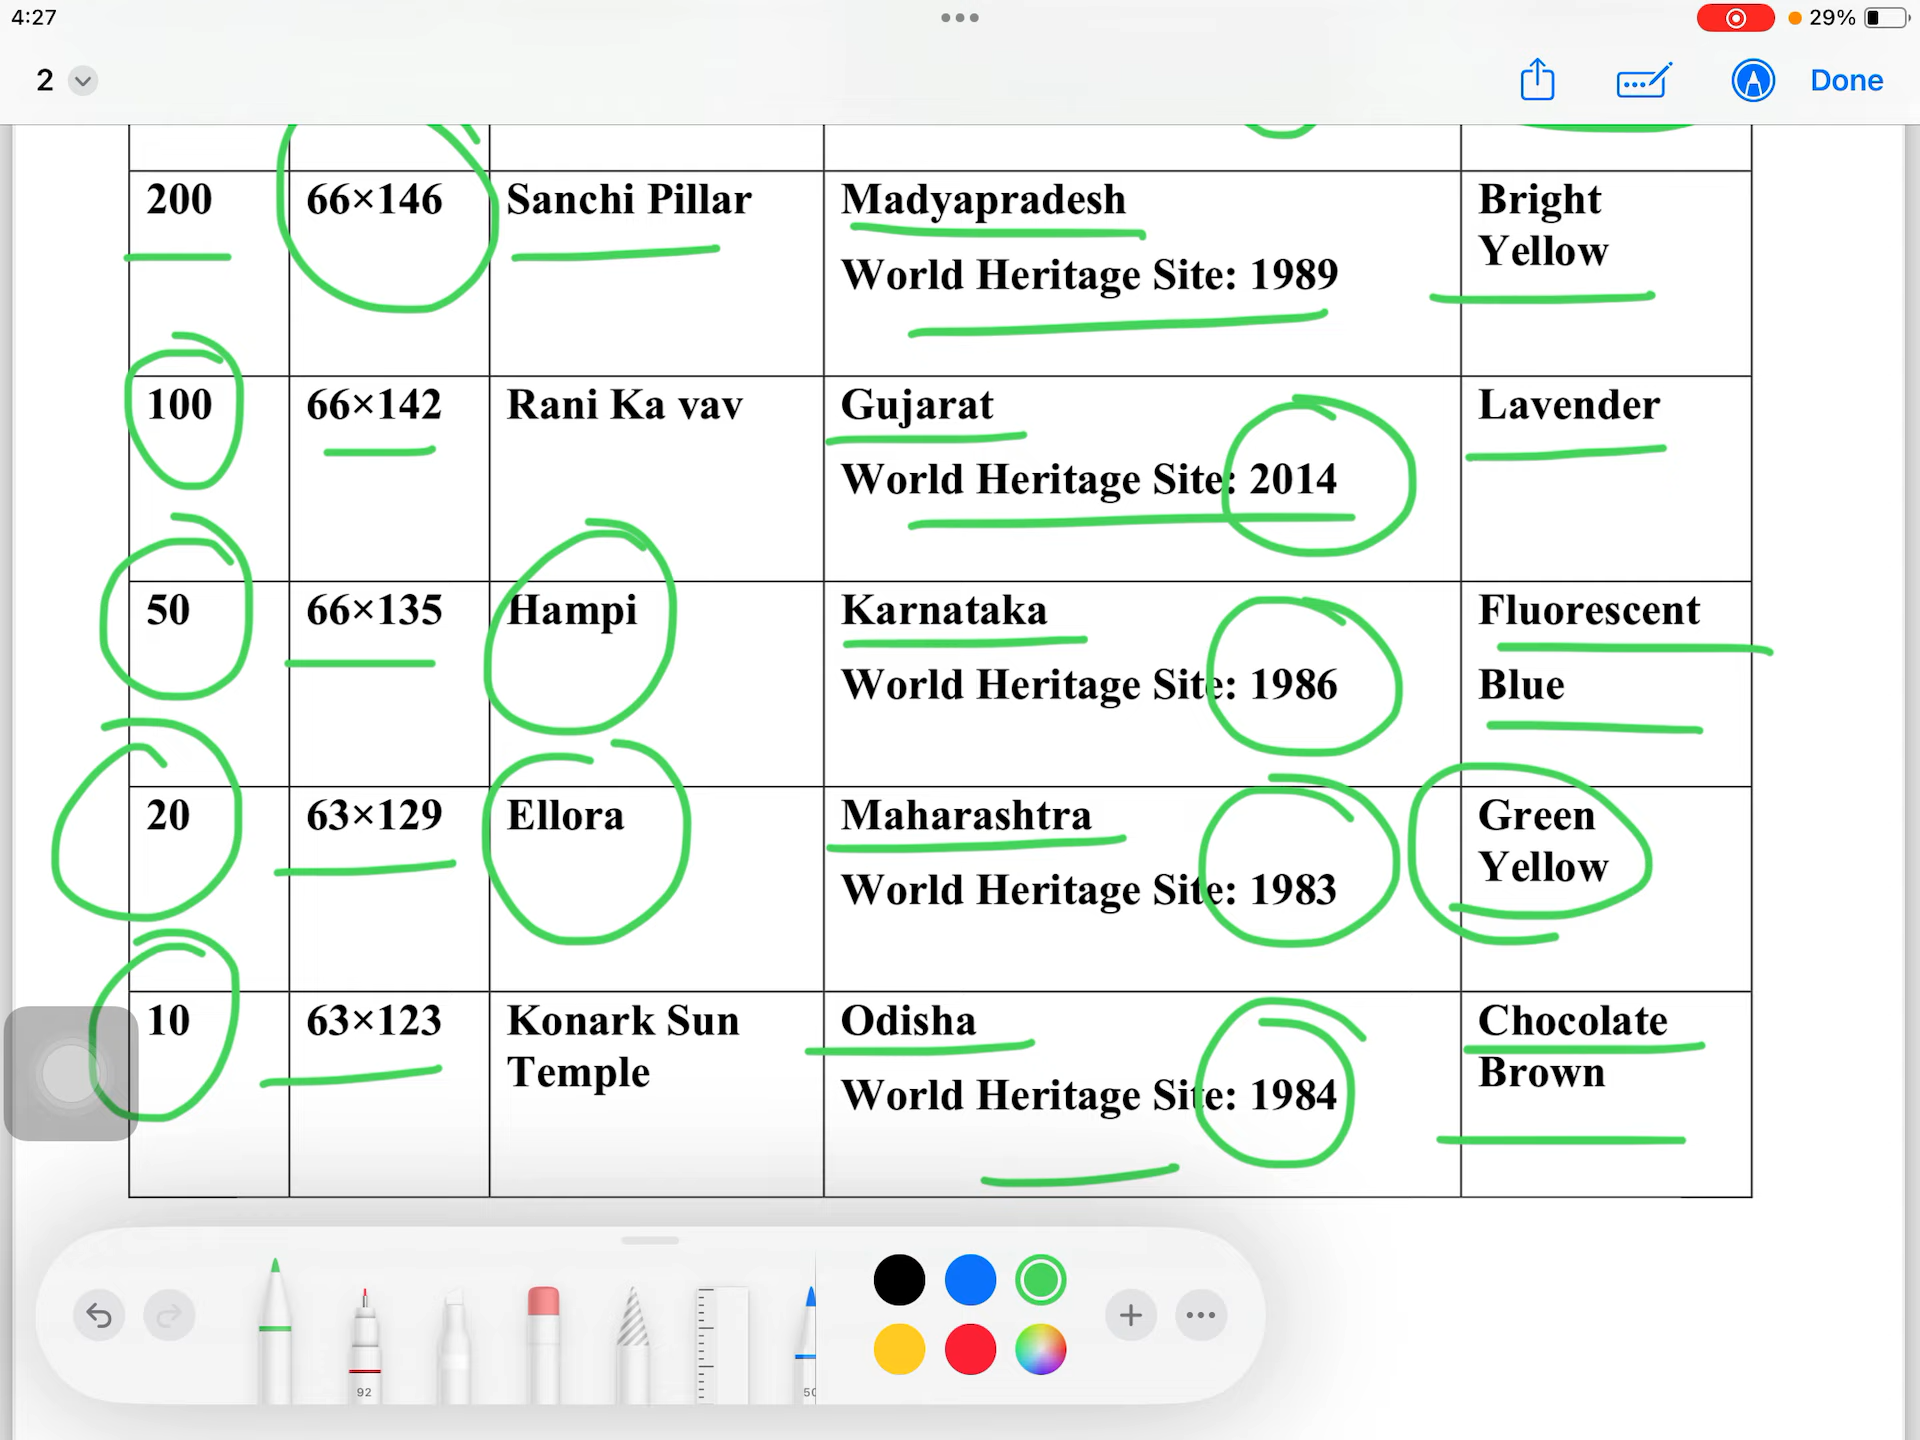 4:27
29%
2
Done
200 66×146 Sanchi Pillar Madyapradesh Bright
Yellow
World Heritage Site: 1989
100 66×142 Rani Ka vav Gujarat Lavender
World Heritage Site: 2014
50 66×135 Hampi Karnataka Fluorescent
World Heritage Site: 1986 Blue
20 63×129 Ellora Maharashtra Green
Yellow
World Heritage Site: 1983
10 63×123 Konark Sun Odisha Chocolate
Temple Brown
World Heritage Site: 1984
92
50